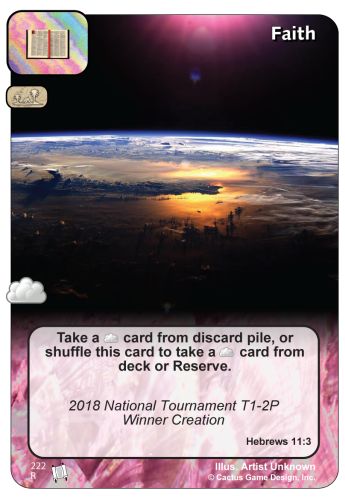 Faith
Take a card from discard pile, or
shuffle this card to take a card from
deck or Reserve.
2018 National Tournament T1-2P
Winner Creation
Hebrews 11:3
222
R
Illus. Artist Unknown
© Cactus Game Design, Inc.